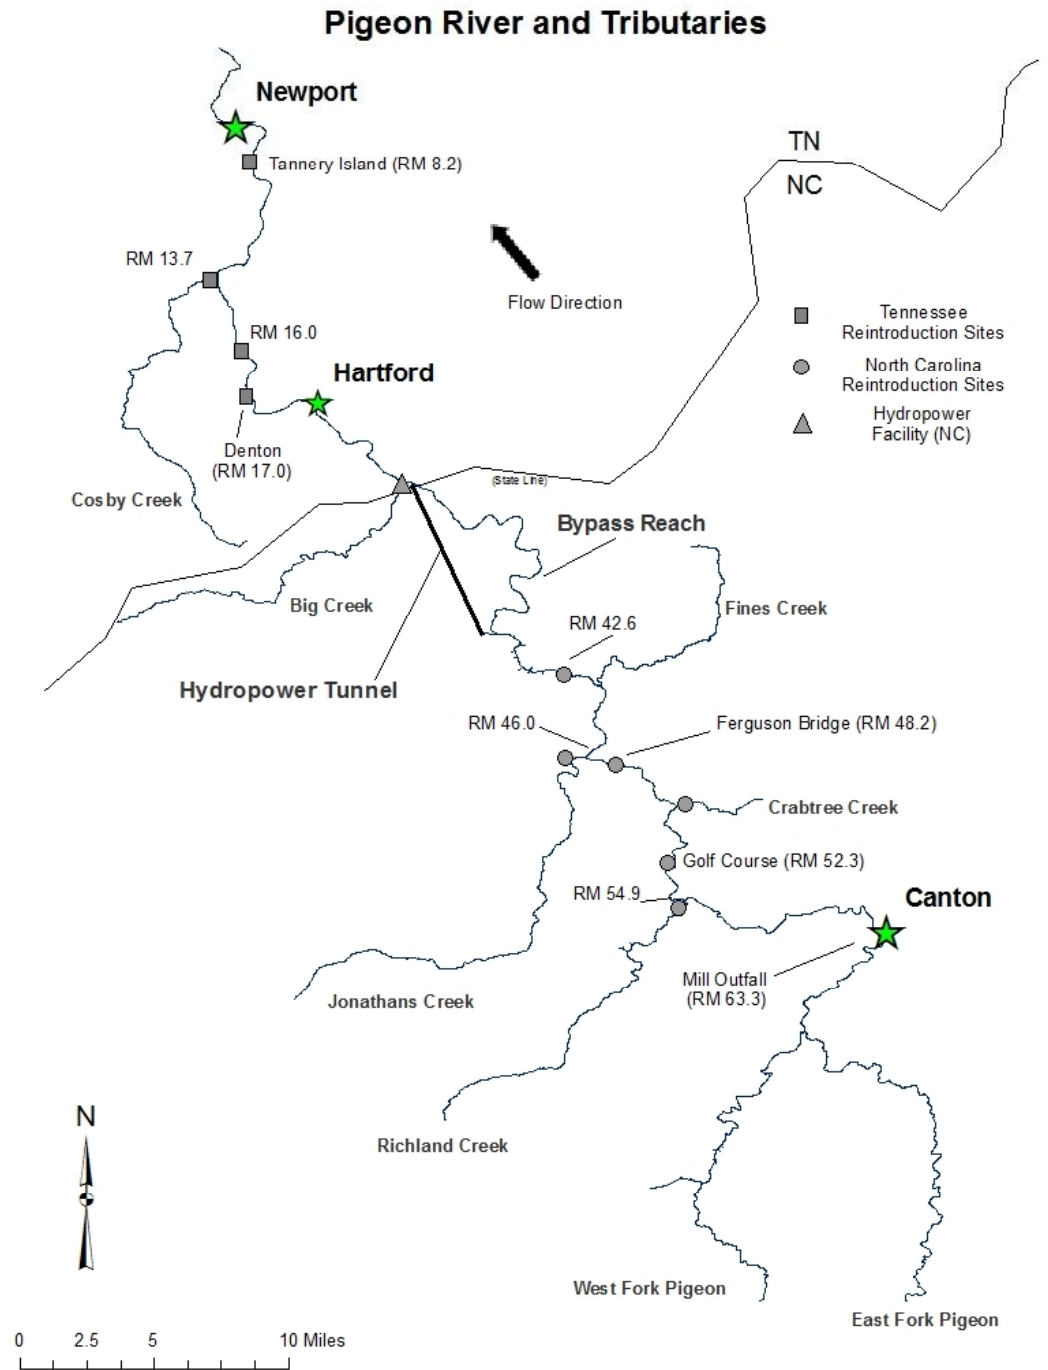 Pigeon River and Tributaries
Newport
Tannery Island (RM 8.2)
TN
NC
RM 13.7
Flow Direction
Tennessee
Reintroduction Sites
RM 16.0
North Carolina
Reintroduction Sites
Hartford
Hydropower
Facility (NC)
Denton
(RM 17.0)
(State Line)
Cosby Creek
Bypass Reach
Big Creek
Fines Creek
RM 42.6
Hydropower Tunnel
RM 46.0
Ferguson Bridge (RM 48.2)
Crabtree Creek
Golf Course (RM 52.3)
RM 54.9
Canton
Mill Outfall
(RM 63.3)
Jonathans Creek
N
Richland Creek
West Fork Pigeon
East Fork Pigeon
0 2.5 5 10 Miles